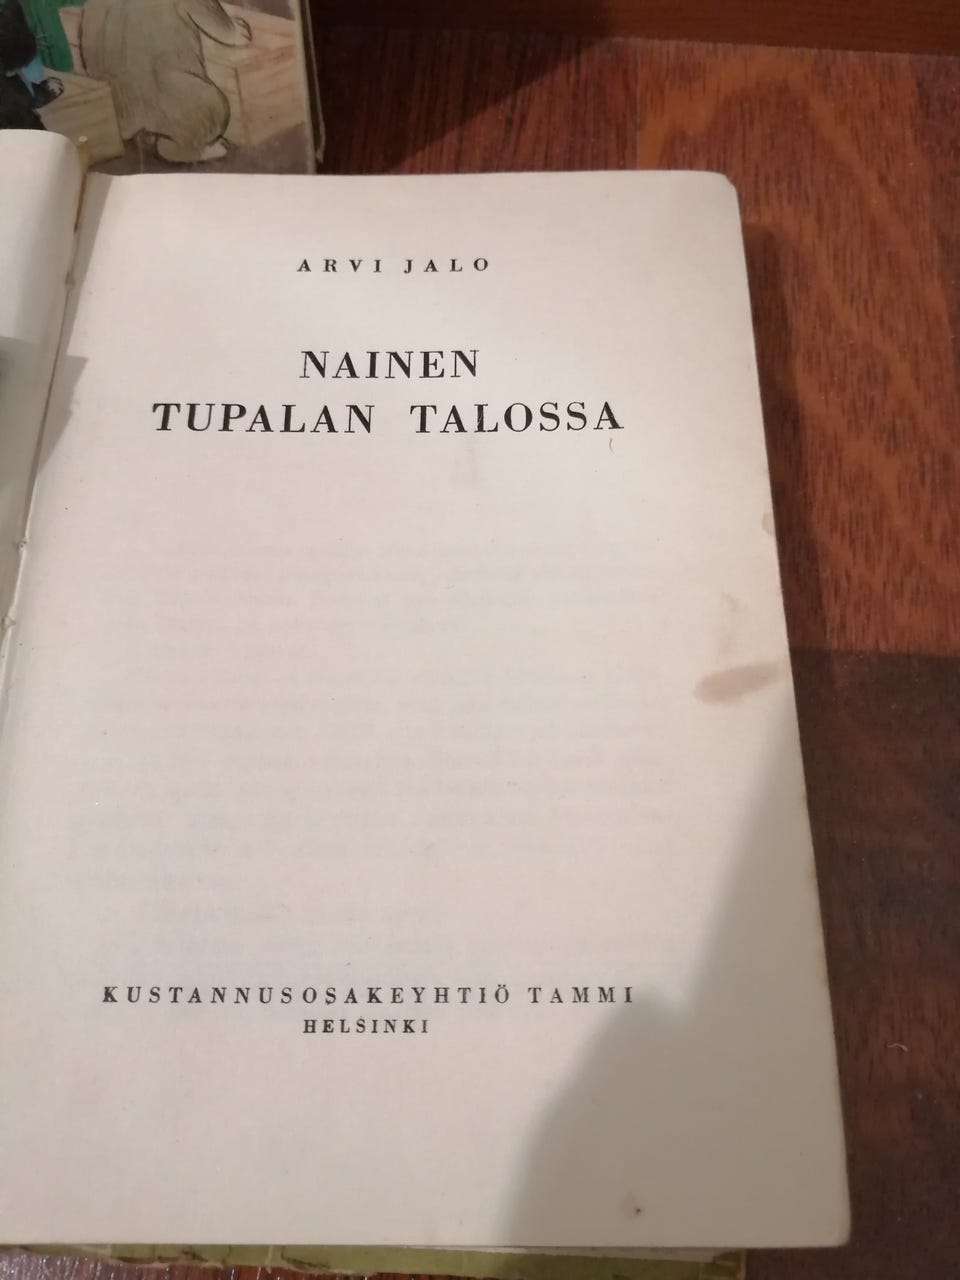 ARVI JALO
NAINEN
TUPALAN TALOSSA
KUSTANNUSOSAKEYHTIÖ TAMMI
HELSINKI